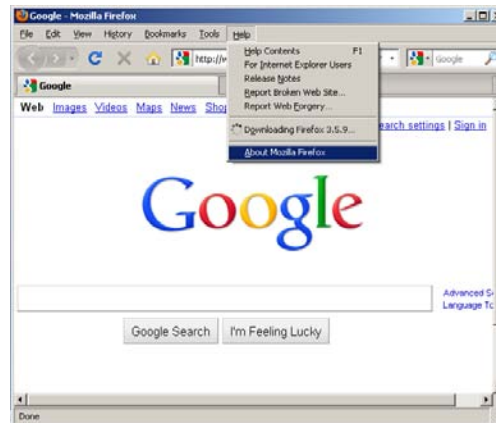 Google - Mozilla Firefox
File Edit View History Bookmarks Tools Help
http://w
Google
Help Contents F1
For Internet Explorer Users
Release Notes
Report Broken Web Site...
Report Web Forgery...
Downloading Firefox 3.5.9...
About Mozilla Firefox
Google
Web Images Videos Maps News Shop
earch settings | Sign in
Google
Advanced S
Language To
Google Search I'm Feeling Lucky
Done